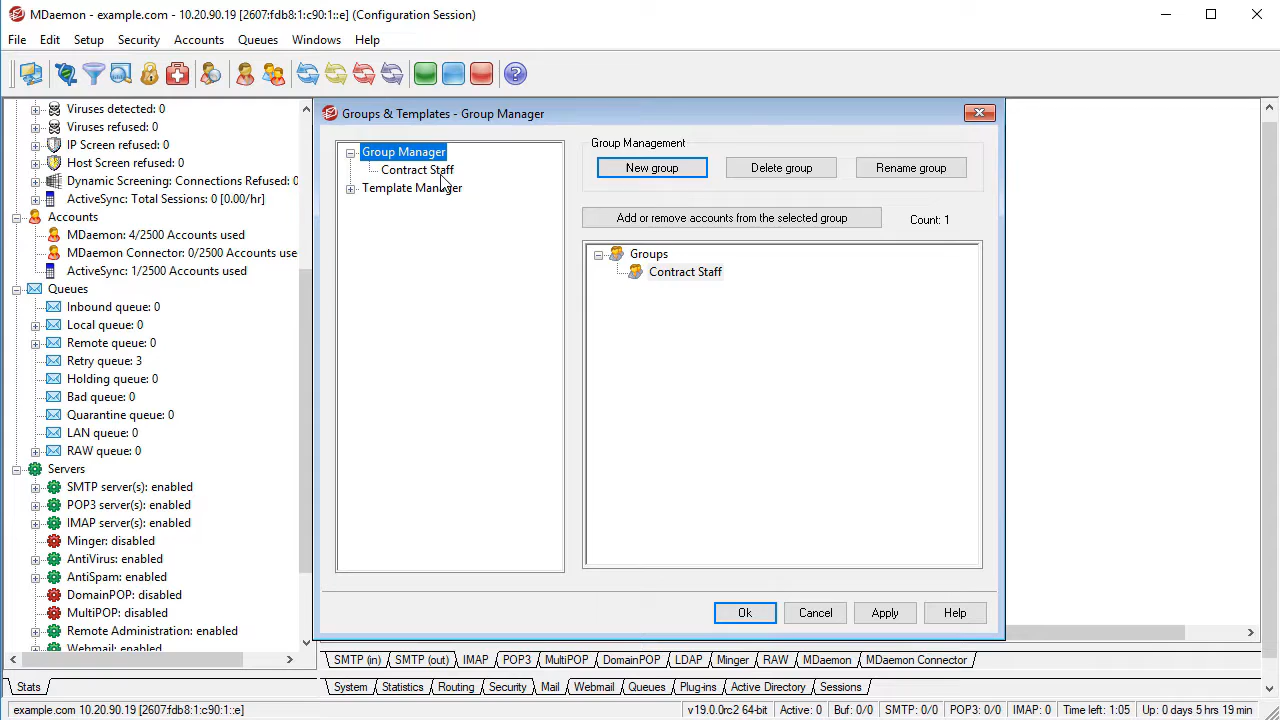 MDaemon - example.com - 10.20.90.19 [2607:fdb8:1:c90:1::e] (Configuration Session)
File Edit Setup Security Accounts Queues Windows Help
Viruses detected: 0
Viruses refused: 0
IP Screen refused: 0
Host Screen refused: 0
Dynamic Screening: Connections Refused: 0
ActiveSync: Total Sessions: 0 [0.00/hr]
Accounts
MDaemon: 4/2500 Accounts used
MDaemon Connector: 0/2500 Accounts use
ActiveSync: 1/2500 Accounts used
Queues
Inbound queue: 0
Local queue: 0
Remote queue: 0
Retry queue: 3
Holding queue: 0
Bad queue: 0
Quarantine queue: 0
LAN queue: 0
RAW queue: 0
Servers
SMTP server(s): enabled
POP3 server(s): enabled
IMAP server(s): enabled
Minger: disabled
AntiVirus: enabled
AntiSpam: enabled
DomainPOP: disabled
MultiPOP: disabled
Remote Administration: enabled
Webmail: enabled
Stats
Groups & Templates - Group Manager
Group Manager
Contract Staff
Template Manager
Group Management
New group Delete group Rename group
Add or remove accounts from the selected group Count: 1
Groups
Contract Staff
Ok Cancel Apply Help
SMTP (in) SMTP (out) IMAP POP3 MultiPOP DomainPOP LDAP Minger RAW MDaemon MDaemon Connector
System Statistics Routing Security Mail Webmail Queues Plug-ins Active Directory Sessions
example.com 10.20.90.19 [2607:fdb8:1:c90:1::e] v19.0.0rc2 64-bit Active: 0 Buf: 0/0 SMTP: 0/0 POP3: 0/0 IMAP: 0 Time left: 1:05 Up: 0 days 5 hrs 19 min